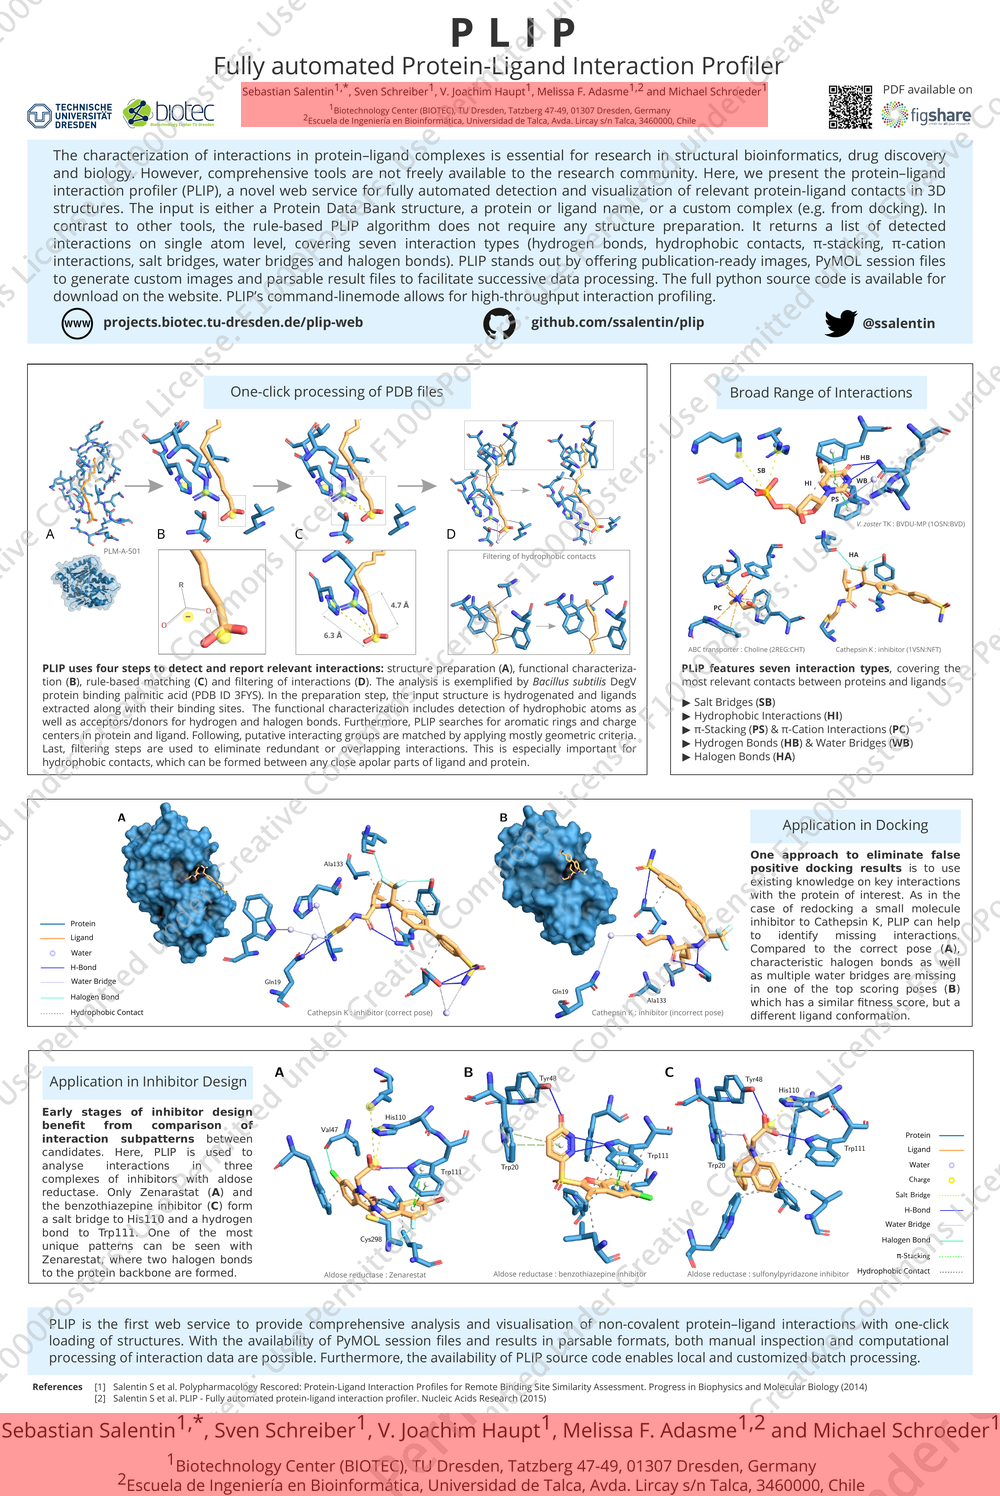 P L I P
Fully automated Protein-Ligand Interaction Profiler
Sebastian Salentin1,*, Sven Schreiber1, V. Joachim Haupt1, Melissa F. Adasme1,2 and Michael Schroeder1
1Biotechnology Center (BIOTEC), TU Dresden, Tatzberg 47-49, 01307 Dresden, Germany
2Escuela de Ingeniería en Bioinformática, Universidad de Talca, Avda. Lircay s/n Talca, 3460000, Chile
TECHNISCHE
UNIVERSITÄT
DRESDEN
biotec
PDF available on
figshare
The characterization of interactions in protein–ligand complexes is essential for research in structural bioinformatics, drug discovery
and biology. However, comprehensive tools are not freely available to the research community. Here, we present the protein–ligand
interaction profiler (PLIP), a novel web service for fully automated detection and visualization of relevant protein-ligand contacts in 3D
structures. The input is either a Protein Data Bank structure, a protein or ligand name, or a custom complex (e.g. from docking). In
contrast to other tools, the rule-based PLIP algorithm does not require any structure preparation. It returns a list of detected
interactions on single atom level, covering seven interaction types (hydrogen bonds, hydrophobic contacts, π-stacking, π-cation
interactions, salt bridges, water bridges and halogen bonds). PLIP stands out by offering publication-ready images, PyMOL session files
to generate custom images and parsable result files to facilitate successive data processing. The full python source code is available for
download on the website. PLIP's command-linemode allows for high-throughput interaction profiling.
www projects.biotec.tu-dresden.de/plip-web
github.com/ssalentin/plip
@ssalentin
One-click processing of PDB files
A
B
C
D
PLM-A-S01
R
O
O
6.3 Å
4.7 Å
Filtering of hydrophobic contacts
PLIP uses four steps to detect and report relevant interactions: structure preparation (A), functional characteriza-
tion (B), rule-based matching (C) and filtering of interactions (D). The analysis is exemplified by Bacillus subtilis DegV
protein binding palmitic acid (PDB ID 3FYS). In the preparation step, the input structure is hydrogenated and ligands
extracted along with their binding sites. The functional characterization includes detection of hydrophobic atoms as
well as acceptors/donors for hydrogen and halogen bonds. Furthermore, PLIP searches for aromatic rings and charge
centers in protein and ligand. Following, putative interacting groups are matched by applying mostly geometric criteria.
Last, filtering steps are used to eliminate redundant or overlapping interactions. This is especially important for
hydrophobic contacts, which can be formed between any close apolar parts of ligand and protein.
Broad Range of Interactions
SB
HI
HB
WB
PS
V. zoster TK : BVDU-MP (1OSN:BVD)
PC
HA
ABC transporter : Choline (2REG:CHT)
Cathepsin K : inhibitor (1VSN:NFT)
PLIP features seven interaction types, covering the
most relevant contacts between proteins and ligands
▶ Salt Bridges (SB)
▶ Hydrophobic Interactions (HI)
▶ π-Stacking (PS) & π-Cation Interactions (PC)
▶ Hydrogen Bonds (HB) & Water Bridges (WB)
▶ Halogen Bonds (HA)
A
Ala133
Gln19
Protein
Ligand
Water
H-Bond
Water Bridge
Halogen Bond
Hydrophobic Contact
Cathepsin K : inhibitor (correct pose)
B
Gln19
Ala133
Cathepsin K : inhibitor (incorrect pose)
Application in Docking
One approach to eliminate false
positive docking results is to use
existing knowledge on key interactions
with the protein of interest. As in the
case of redocking a small molecule
inhibitor to Cathepsin K, PLIP can help
to identify missing interactions.
Compared to the correct pose (A),
characteristic halogen bonds as well
as multiple water bridges are missing
in one of the top scoring poses (B)
which has a similar fitness score, but a
different ligand conformation.
Application in Inhibitor Design
Early stages of inhibitor design
benefit from comparison of
interaction subpatterns between
candidates. Here, PLIP is used to
analyse interactions in three
complexes of inhibitors with aldose
reductase. Only Zenarastat (A) and
the benzothiazepine inhibitor (C) form
a salt bridge to His110 and a hydrogen
bond to Trp111. One of the most
unique patterns can be seen with
Zenarestat, where two halogen bonds
to the protein backbone are formed.
A
Val47
His110
Trp111
Cys298
Aldose reductase : Zenarestat
B
Tyr48
Trp20
Trp111
Aldose reductase : benzothiazepine inhibitor
C
Tyr48
His110
Trp20
Trp111
Aldose reductase : sulfonylpyridazone inhibitor
Protein
Ligand
Water
Charge
Salt Bridge
H-Bond
Water Bridge
Halogen Bond
π-Stacking
Hydrophobic Contact
PLIP is the first web service to provide comprehensive analysis and visualisation of non-covalent protein–ligand interactions with one-click
loading of structures. With the availability of PyMOL session files and results in parsable formats, both manual inspection and computational
processing of interaction data are possible. Furthermore, the availability of PLIP source code enables local and customized batch processing.
References [1] Salentin S et al. Polypharmacology Rescored: Protein-Ligand Interaction Profiles for Remote Binding Site Similarity Assessment. Progress in Biophysics and Molecular Biology (2014)
[2] Salentin S et al. PLIP - Fully automated protein-ligand interaction profiler. Nucleic Acids Research (2015)
Sebastian Salentin1,*, Sven Schreiber1, V. Joachim Haupt1, Melissa F. Adasme1,2 and Michael Schroeder1
1Biotechnology Center (BIOTEC), TU Dresden, Tatzberg 47-49, 01307 Dresden, Germany
2Escuela de Ingeniería en Bioinformática, Universidad de Talca, Avda. Lircay s/n Talca, 3460000, Chile
F1000Posters: Use Permitted under Creative Commons License.